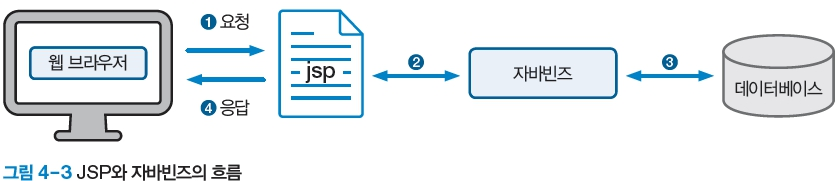 ❶ 요청
웹 브라우저
jsp
❷
자바빈즈
❸
데이터베이스
❹ 응답
그림 4-3 JSP와 자바빈즈의 흐름